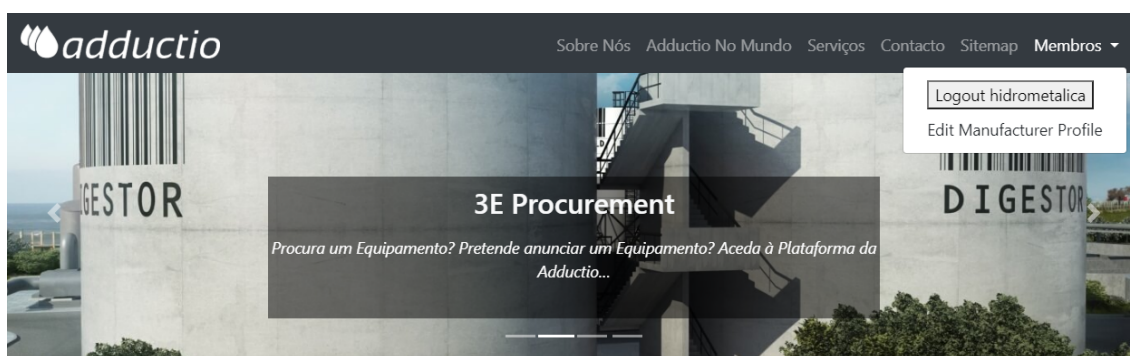 adductio
Sobre Nós Adductio No Mundo Serviços Contacto Sitemap Membros
Logout hidrometalica
Edit Manufacturer Profile
GESTOR
DIGESTOR
3E Procurement
Procura um Equipamento? Pretende anunciar um Equipamento? Aceda à Plataforma da
Adductio...